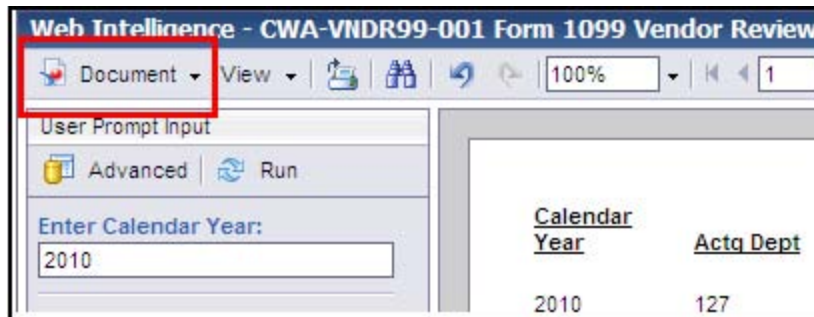 Web Intelligence - CWA-VNDR99-001 Form 1099 Vendor Review
Document View 100% 1
User Prompt Input
Advanced Run
Enter Calendar Year:
2010
Calendar
Year Actg Dept
2010 127